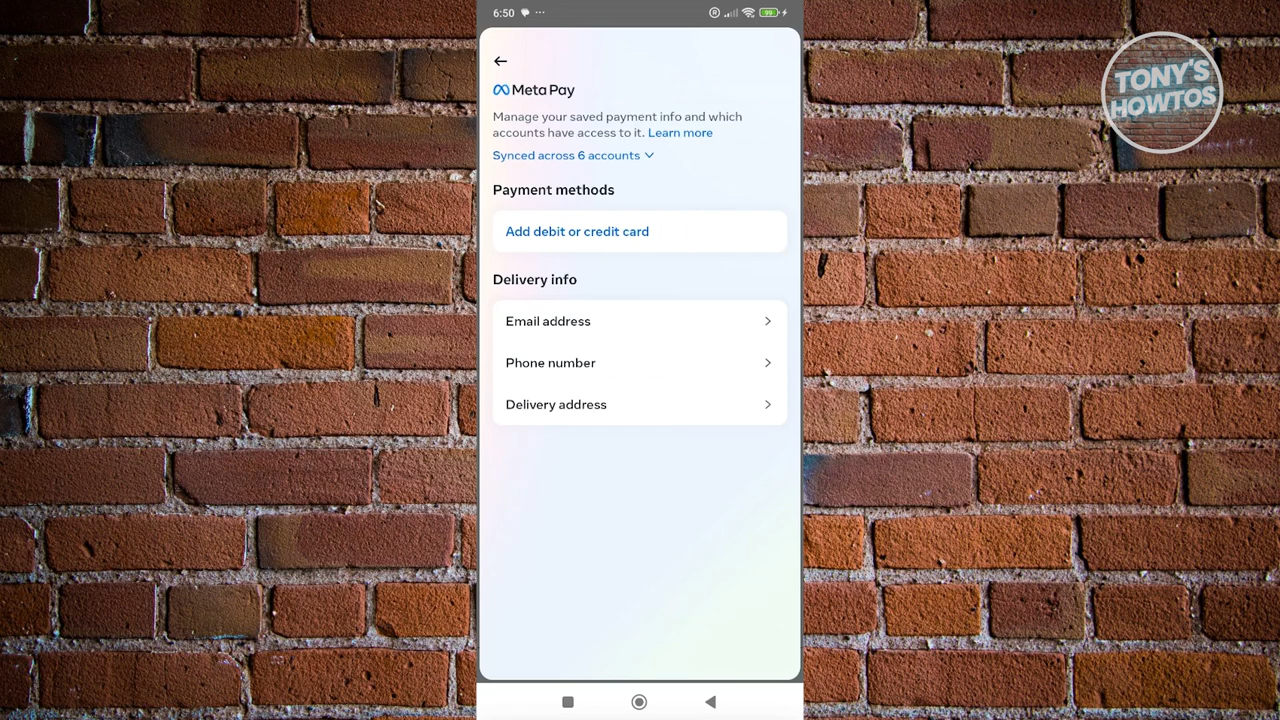 6:50
99
TONY'S
HOWTOS
Meta Pay
Manage your saved payment info and which
accounts have access to it. Learn more
Synced across 6 accounts
Payment methods
Add debit or credit card
Delivery info
Email address
Phone number
Delivery address